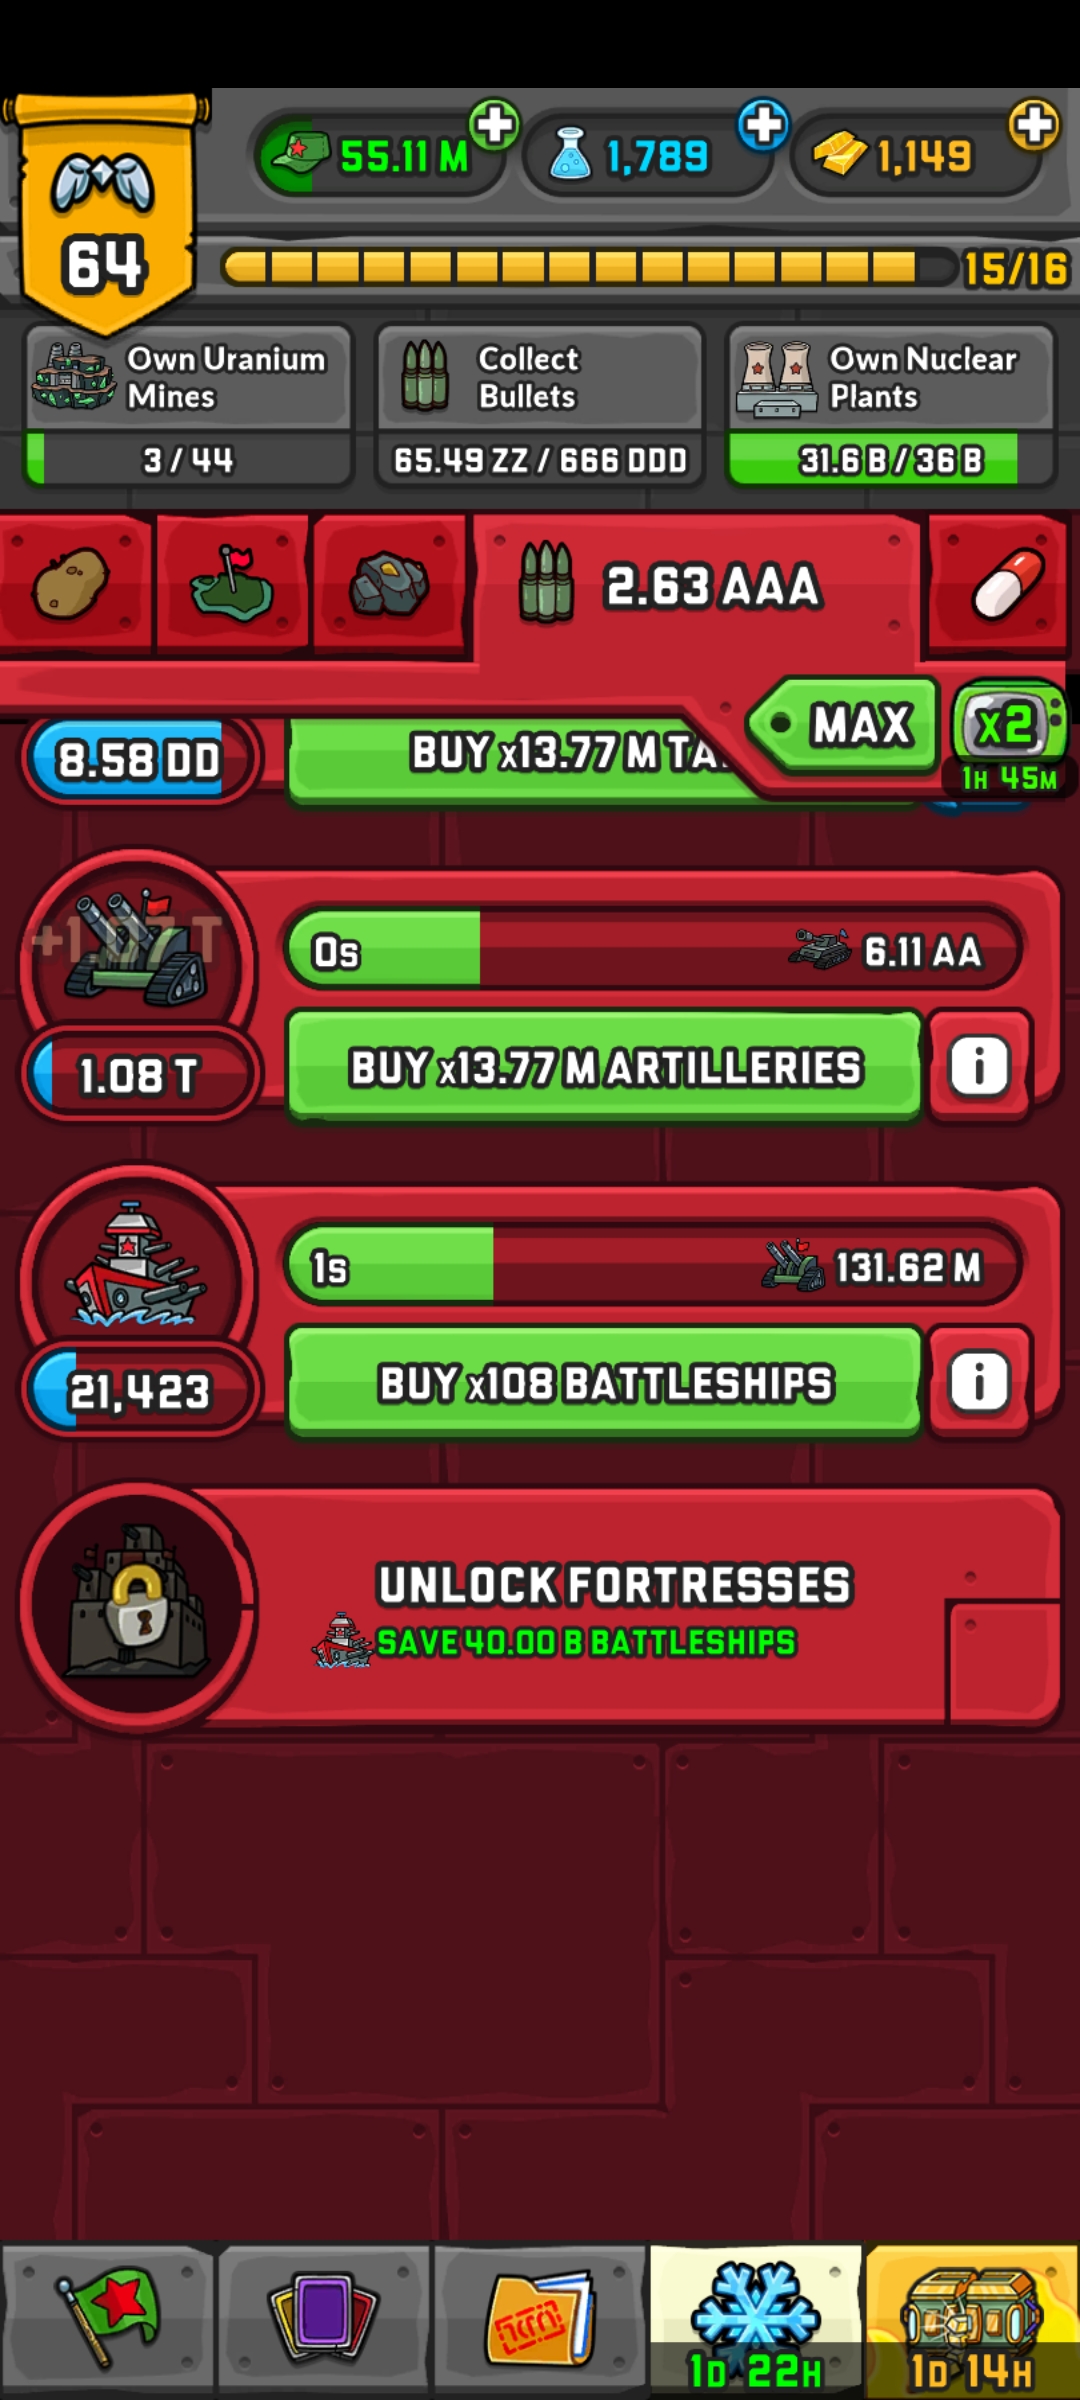 55.11 M
1,789
1,149
64
15/16
Own Uranium
Mines
3 / 44
Collect
Bullets
65.49 ZZ / 666 DDD
Own Nuclear
Plants
31.6 B / 36 B
2.63 AAA
MAX
X2
1H 45M
8.58 DD
BUY x13.77 M TA
+1.07 T
0s
6.11 AA
1.08 T
BUY x13.77 M ARTILLERIES
i
1s
131.62 M
21,423
BUY x108 BATTLESHIPS
i
UNLOCK FORTRESSES
SAVE 40.00 B BATTLESHIPS
1D 22H
1D 14H